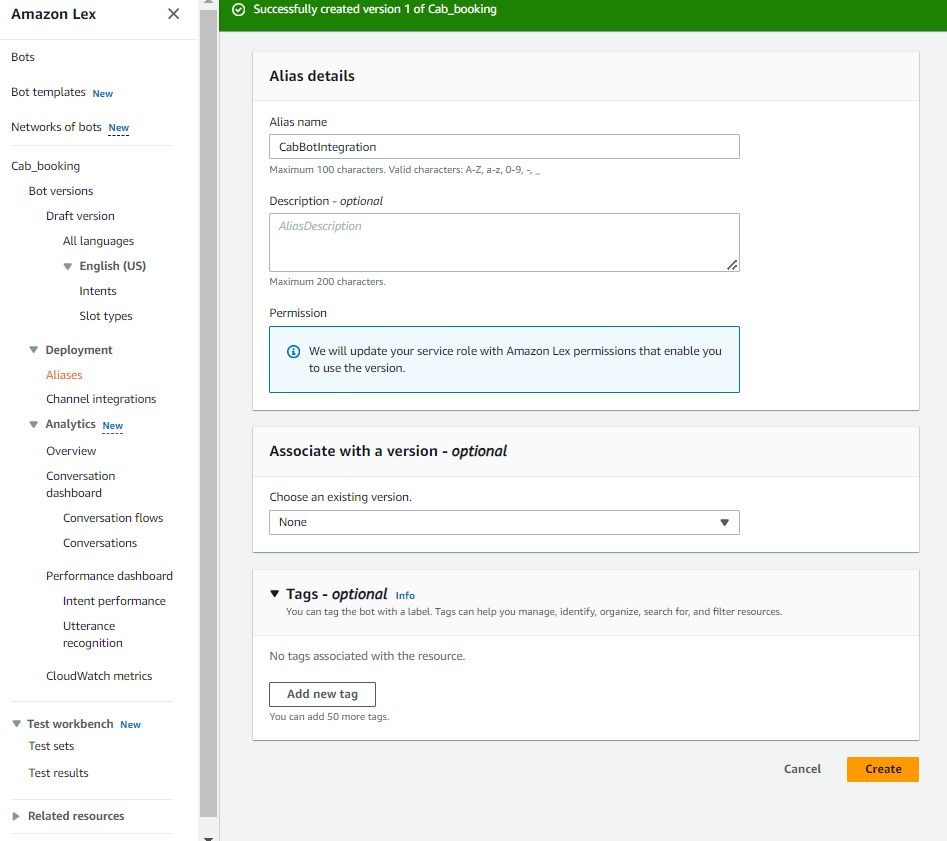 Amazon Lex
Bots
Bot templates New
Networks of bots New
Cab_booking
Bot versions
Draft version
All languages
English (US)
Intents
Slot types
Deployment
Aliases
Channel integrations
Analytics New
Overview
Conversation
dashboard
Conversation flows
Conversations
Performance dashboard
Intent performance
Utterance
recognition
CloudWatch metrics
Test workbench New
Test sets
Test results
Related resources
Successfully created version 1 of Cab_booking
Alias details
Alias name
CabBotIntegration
Maximum 100 characters. Valid characters: A-Z, a-z, 0-9, -, _
Description - optional
AliasDescription
Maximum 200 characters.
Permission
We will update your service role with Amazon Lex permissions that enable you
to use the version.
Associate with a version - optional
Choose an existing version.
None
Tags - optional Info
You can tag the bot with a label. Tags can help you manage, identify, organize, search for, and filter resources.
No tags associated with the resource.
Add new tag
You can add 50 more tags.
Cancel
Create